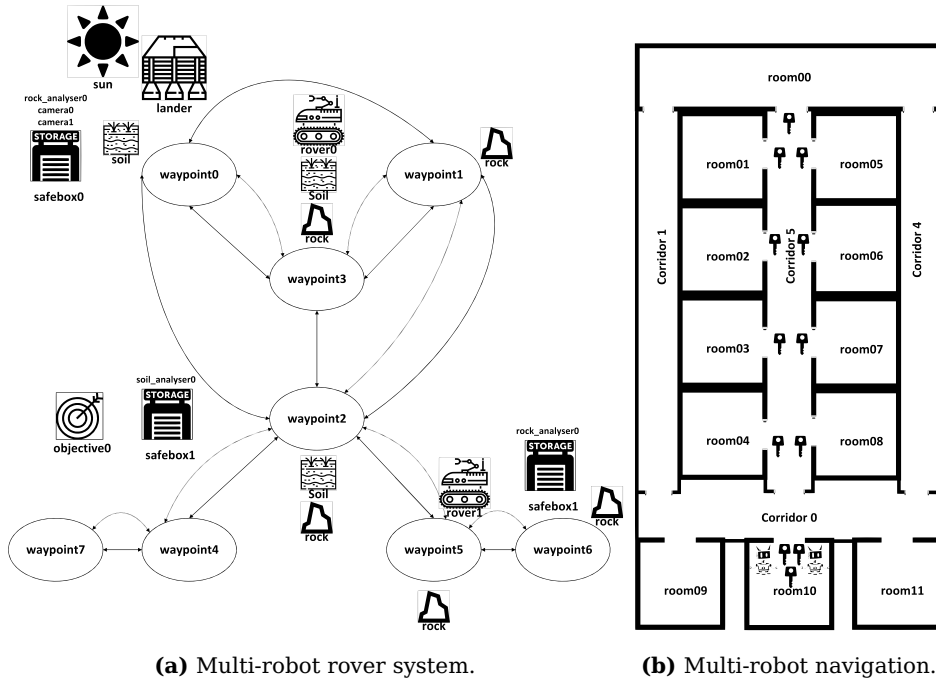 sun
lander
rock_analyser0
camera0
camera1
STORAGE
safebox0
soil
rover0
Soil
rock
rock
waypoint0
waypoint1
waypoint3
objective0
soil_analyser0
STORAGE
safebox1
waypoint2
Soil
rock
rover1
rock_analyser0
STORAGE
safebox1
rock
waypoint7
waypoint4
waypoint5
waypoint6
rock
(a) Multi-robot rover system.
room00
room01
room05
Corridor 1
Corridor 5
Corridor 4
room02
room06
room03
room07
room04
room08
Corridor 0
room09
room10
room11
(b) Multi-robot navigation.